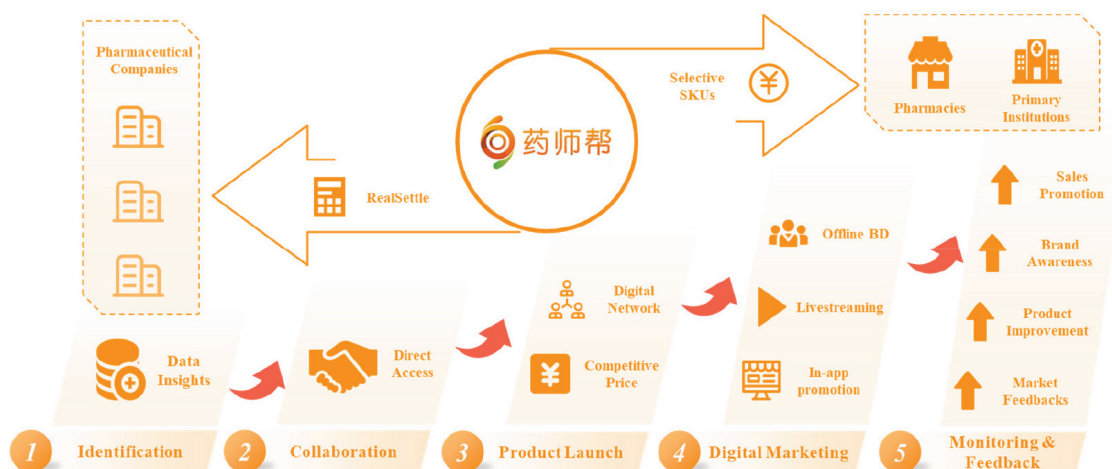 Pharmaceutical
Companies
RealSettle
药师帮
Selective
SKUs
¥
Pharmacies
Primary
Institutions
Data
Insights
Direct
Access
Digital
Network
¥
Competitive
Price
Offline BD
Livestreaming
In-app
promotion
Sales
Promotion
Brand
Awareness
Product
Improvement
Market
Feedbacks
1 Identification
2 Collaboration
3 Product Launch
4 Digital Marketing
5 Monitoring &
Feedback